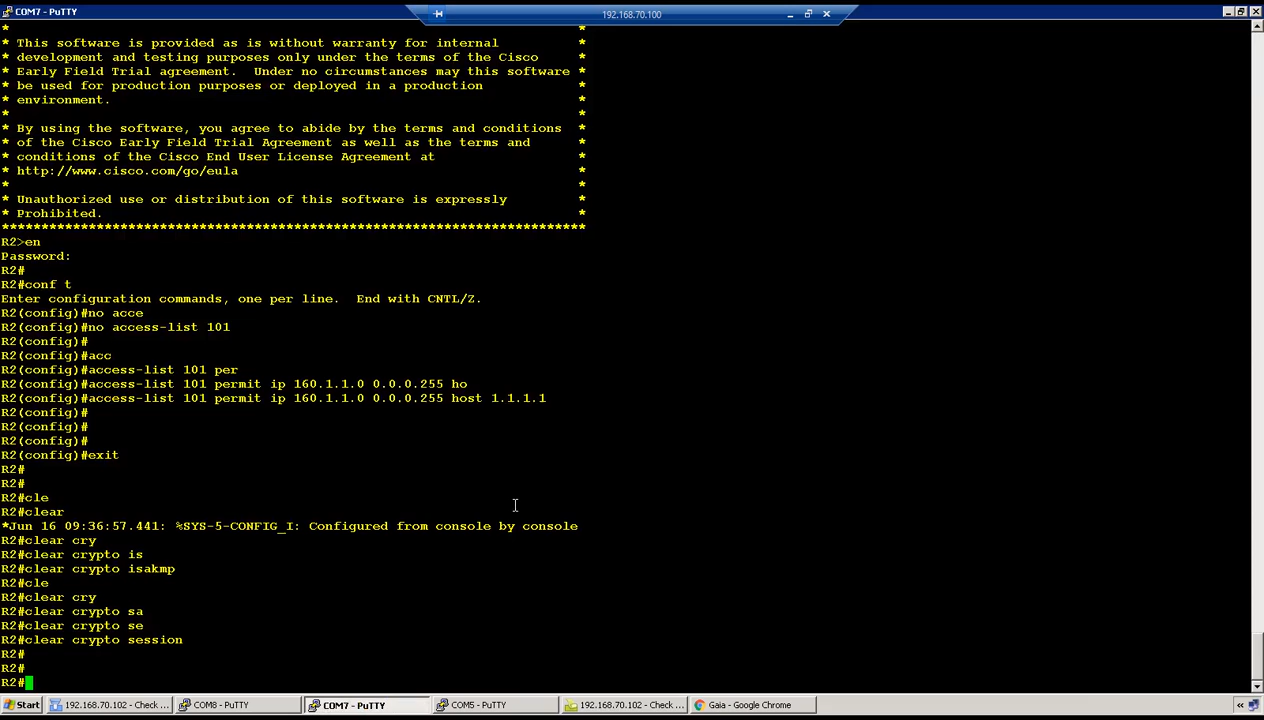 COM7 - PuTTY
192.168.70.100
*
* This software is provided as is without warranty for internal *
* development and testing purposes only under the terms of the Cisco *
* Early Field Trial agreement.  Under no circumstances may this software *
* be used for production purposes or deployed in a production *
* environment. *
* *
* By using the software, you agree to abide by the terms and conditions *
* of the Cisco Early Field Trial Agreement as well as the terms and *
* conditions of the Cisco End User License Agreement at *
* http://www.cisco.com/go/eula *
* *
* Unauthorized use or distribution of this software is expressly *
* Prohibited. *
**************************************************************************
R2>en
Password:
R2#
R2#conf t
Enter configuration commands, one per line.  End with CNTL/Z.
R2(config)#no acce
R2(config)#no access-list 101
R2(config)#
R2(config)#acc
R2(config)#access-list 101 per
R2(config)#access-list 101 permit ip 160.1.1.0 0.0.0.255 ho
R2(config)#access-list 101 permit ip 160.1.1.0 0.0.0.255 host 1.1.1.1
R2(config)#
R2(config)#
R2(config)#
R2(config)#exit
R2#
R2#
R2#cle
R2#clear
*Jun 16 09:36:57.441: %SYS-5-CONFIG_I: Configured from console by console
R2#clear cry
R2#clear crypto is
R2#clear crypto isakmp
R2#cle
R2#clear cry
R2#clear crypto sa
R2#clear crypto se
R2#clear crypto session
R2#
R2#
R2#
Start
192.168.70.102 - Check ...
COM8 - PuTTY
COM7 - PuTTY
COM5 - PuTTY
192.168.70.102 - Check ...
Gaia - Google Chrome